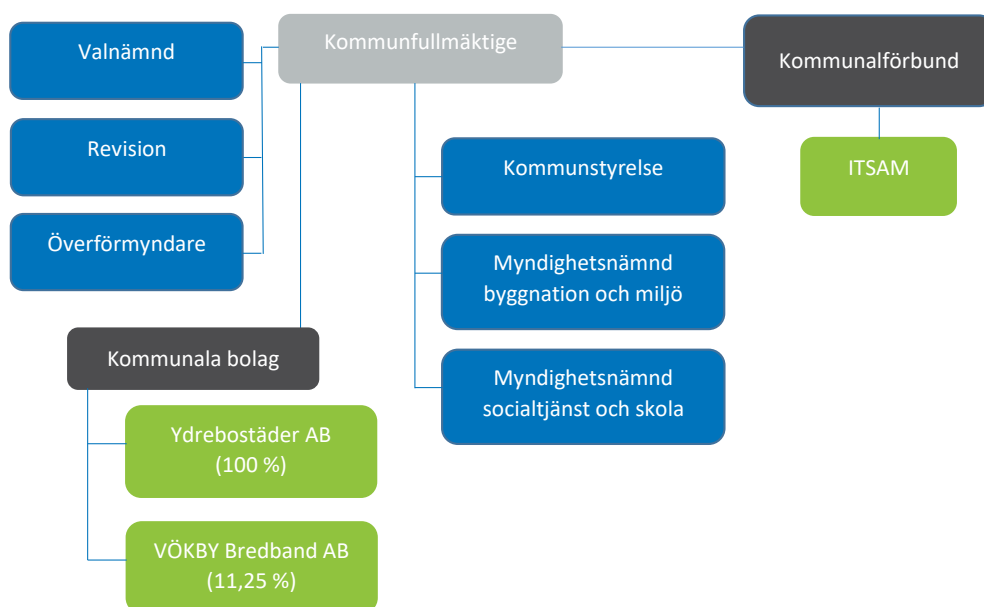 Valnämnd
Kommunfullmäktige
Kommunalförbund
Revision
Kommunstyrelse
ITSAM
Överförmyndare
Myndighetsnämnd
byggnation och miljö
Kommunala bolag
Myndighetsnämnd
socialtjänst och skola
Ydrebostäder AB
(100 %)
VÖKBY Bredband AB
(11,25 %)